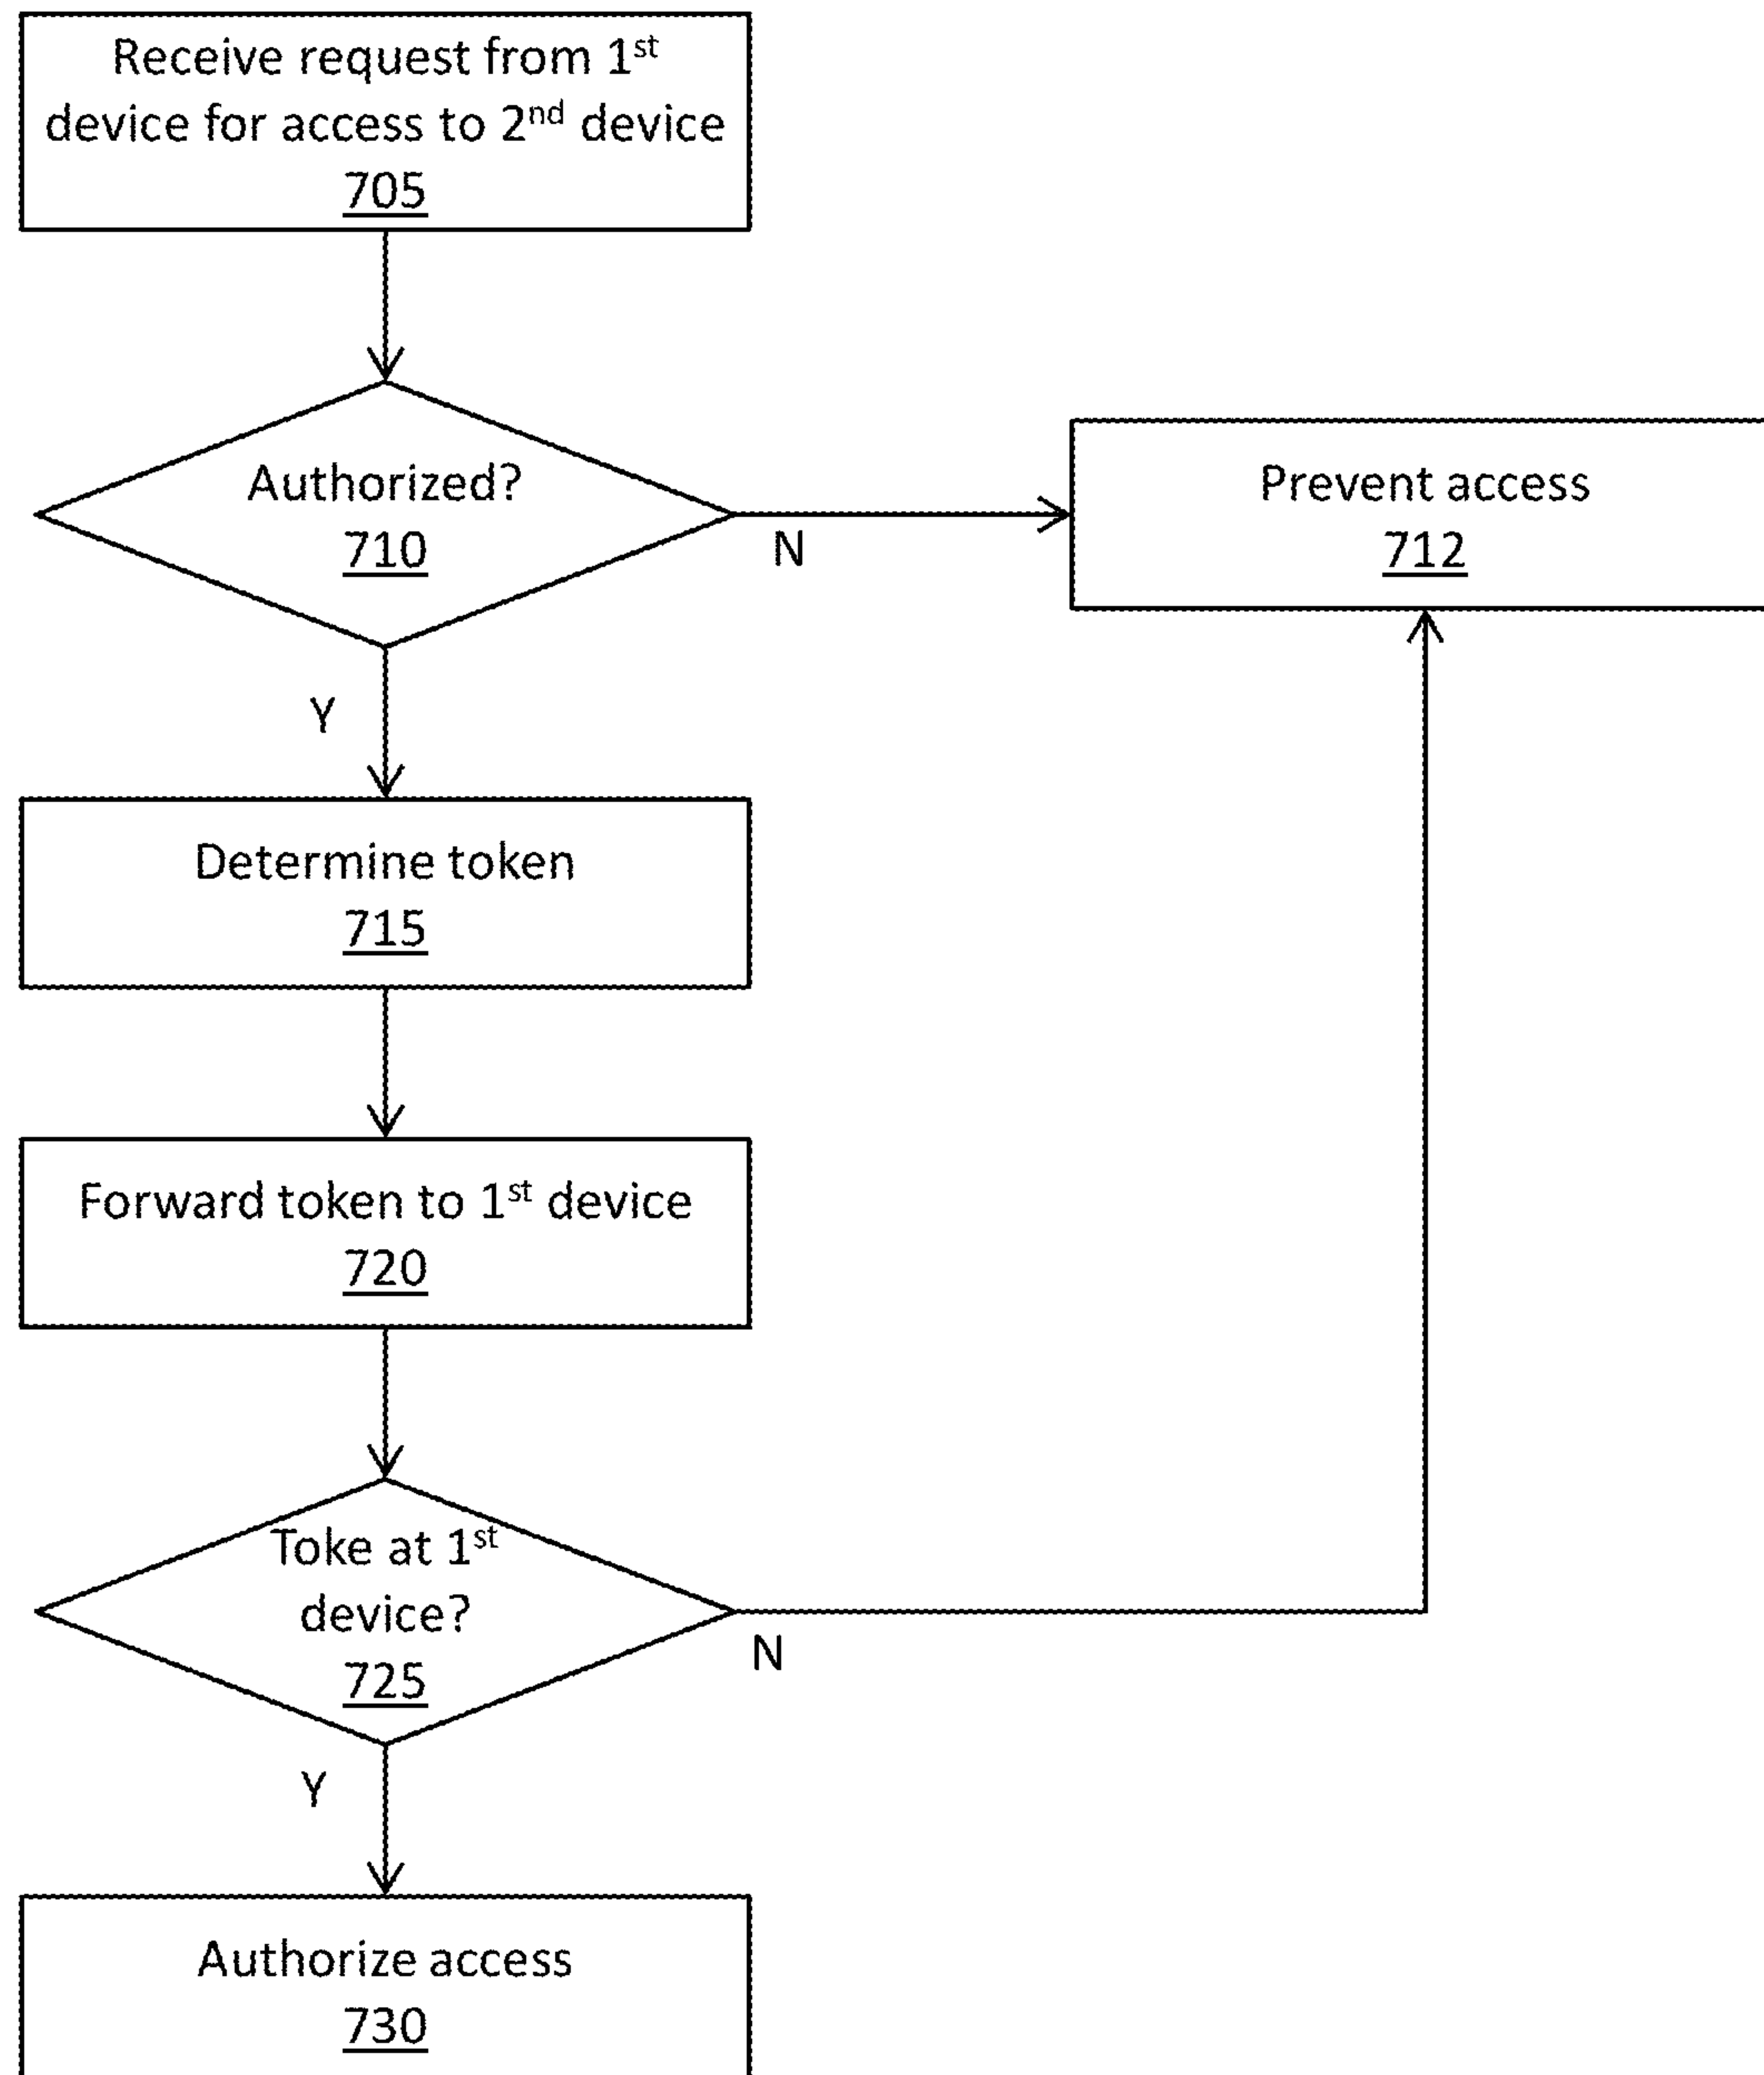 Receive request from 1st
device for access to 2nd device
705
Authorized?
710
N
Prevent access
712
Y
Determine token
715
Forward token to 1st device
720
Toke at 1st
device?
725
N
Y
Authorize access
730